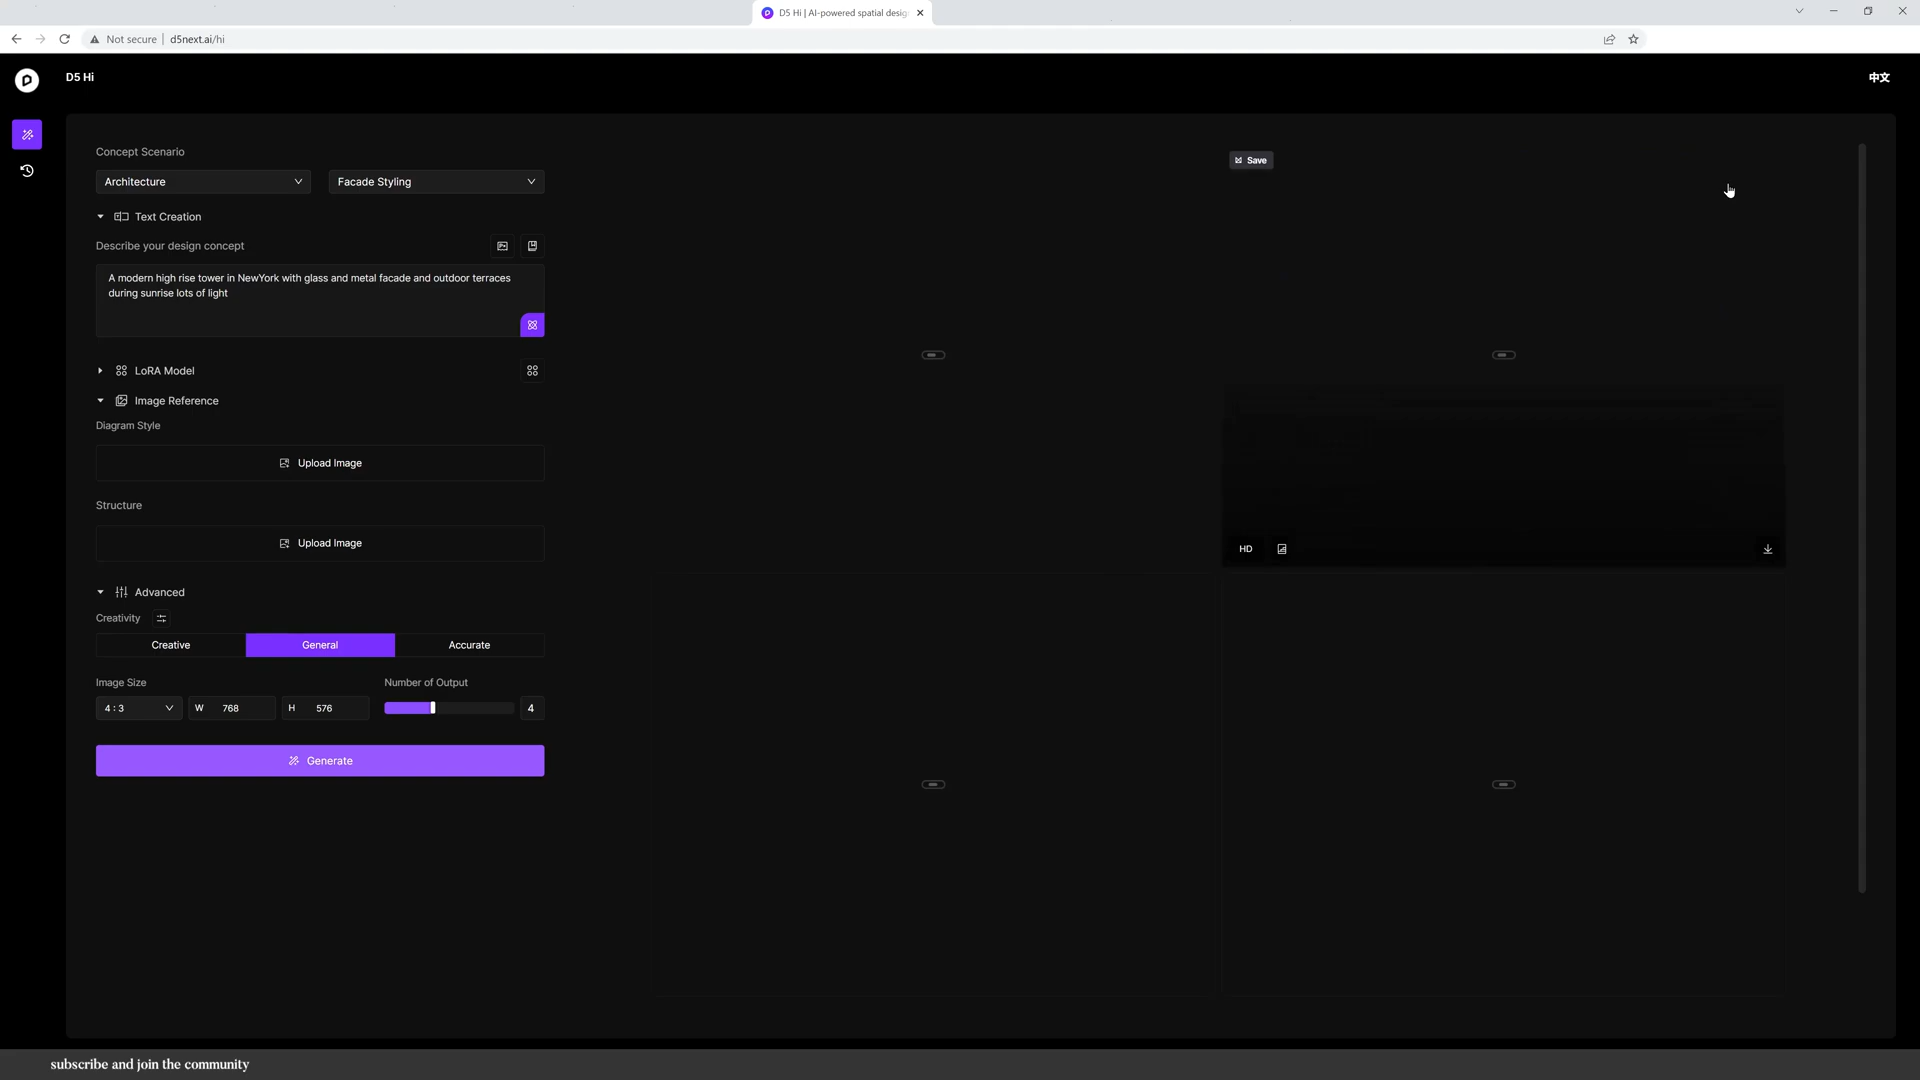 D5 Hi | AI-powered spatial desig
Not secure
d5next.ai/hi
D5 Hi
中文
Concept Scenario
Architecture
Facade Styling
Save
Text Creation
Describe your design concept
A modern high rise tower in NewYork with glass and metal facade and outdoor terraces
during sunrise lots of light
LoRA Model
Image Reference
Diagram Style
Upload Image
Structure
Upload Image
HD
Advanced
Creativity
Creative
General
Accurate
Image Size
Number of Output
4 : 3
W 768
H 576
4
Generate
subscribe and join the community